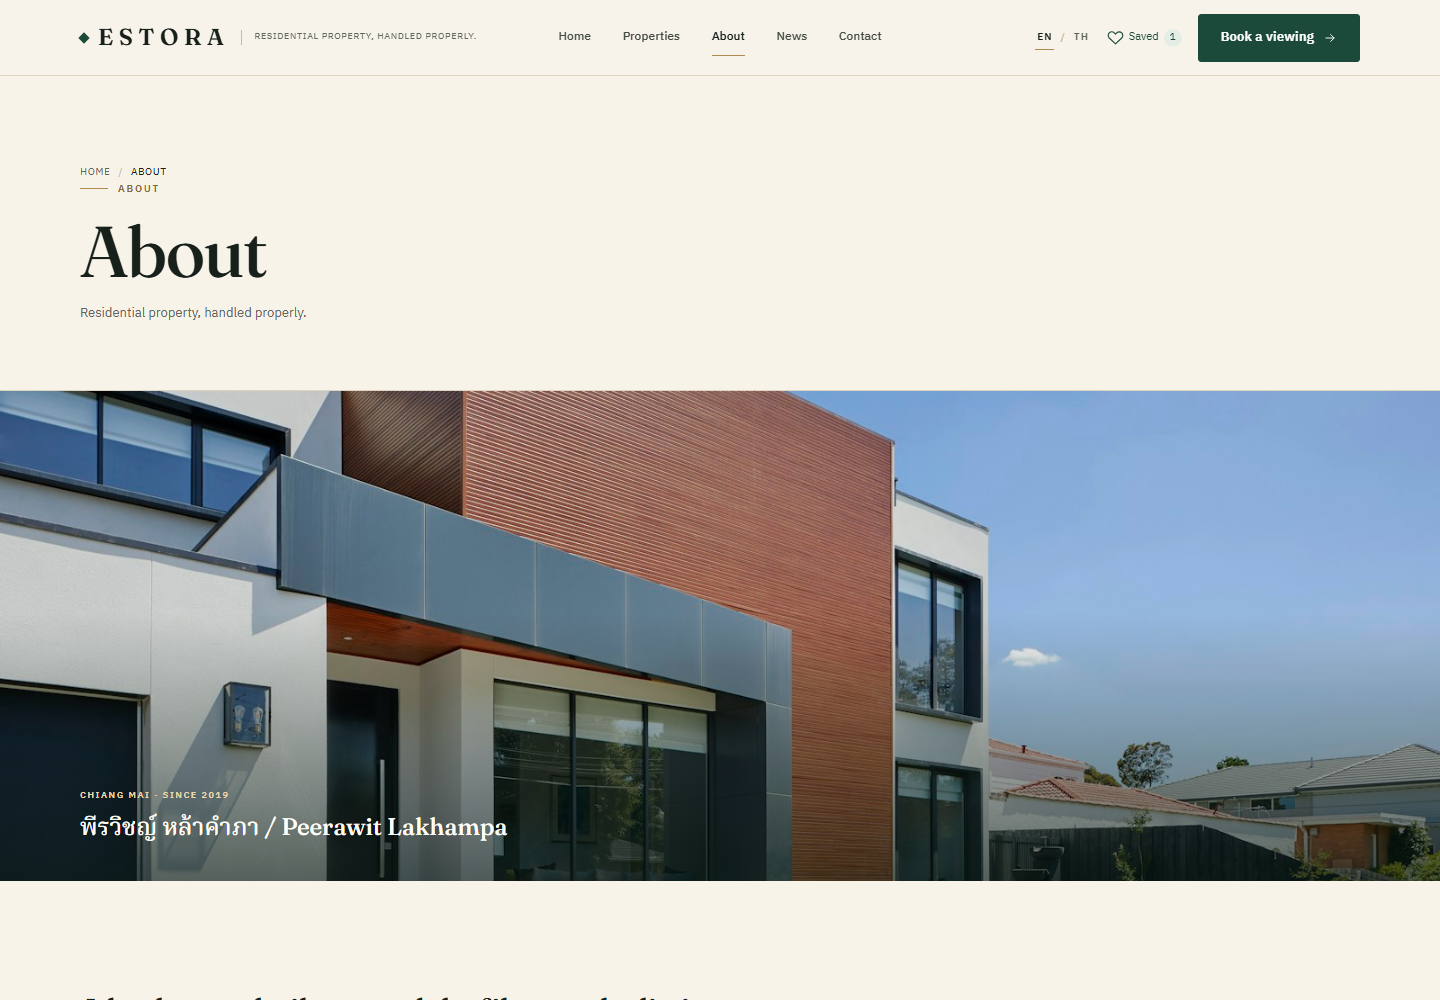 ESTORA
RESIDENTIAL PROPERTY, HANDLED PROPERLY.
Home
Properties
About
News
Contact
EN / TH
Saved 1
Book a viewing →
HOME / ABOUT
ABOUT
About
Residential property, handled properly.
CHIANG MAI · SINCE 2019
พีรวิชญ์ หล้าคำภา / Peerawit Lakhampa